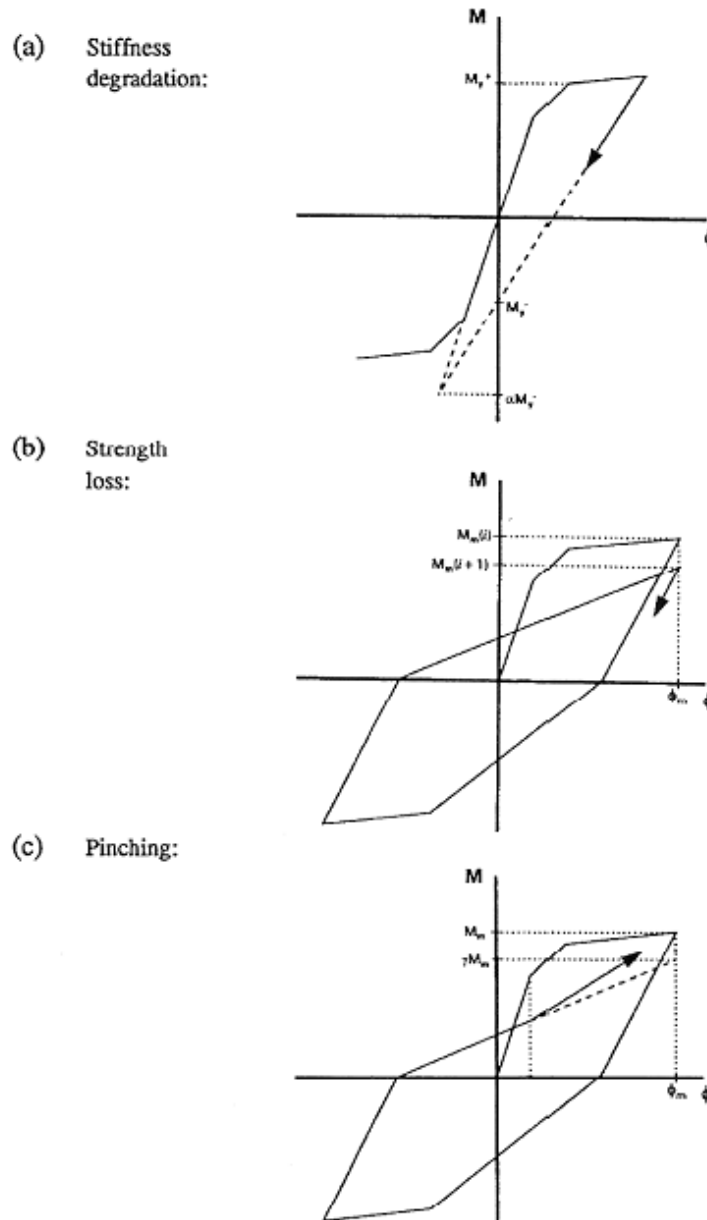 M
(a) Stiffness
degradation:
My+
My-
αMy-
(b) Strength
loss:
M
Mm(i)
Mm(i + 1)
ϕm ϕ
(c) Pinching:
M
Mm
γMm
ϕm ϕ